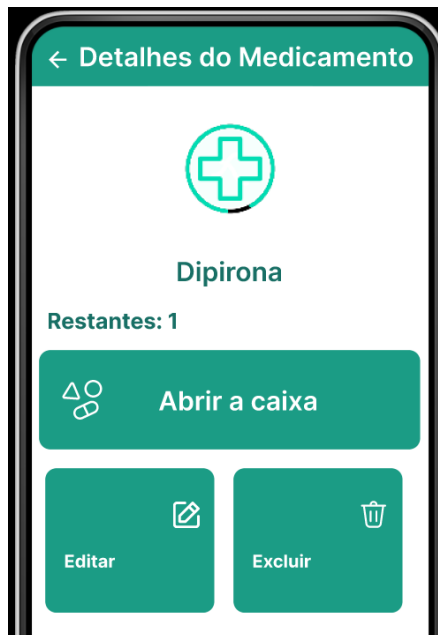 Detalhes do Medicamento
Dipirona
Restantes: 1
Abrir a caixa
Editar
Excluir